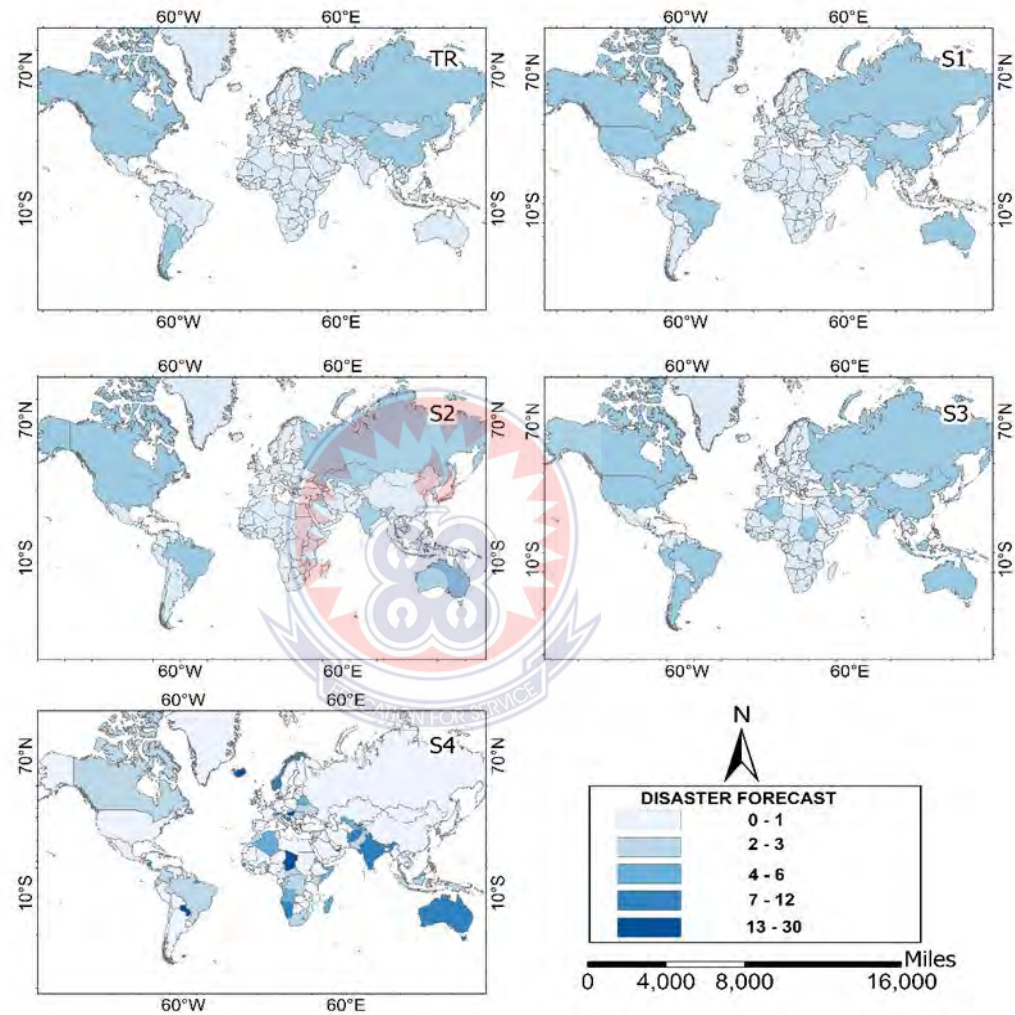 60°W 60°E 60°W 60°E
TR S1
70°N 70°N 70°N 70°N
10°S 10°S 10°S 10°S
60°W 60°E 60°W 60°E
60°W 60°E 60°W 60°E
S2 S3
70°N 70°N 70°N 70°N
10°S 10°S 10°S 10°S
EDUCATION FOR SERVICE
60°W 60°E 60°W 60°E
60°W 60°E
S4
70°N 70°N
10°S 10°S
60°W 60°E
N
DISASTER FORECAST
0 - 1
2 - 3
4 - 6
7 - 12
13 - 30
Miles
0 4,000 8,000 16,000